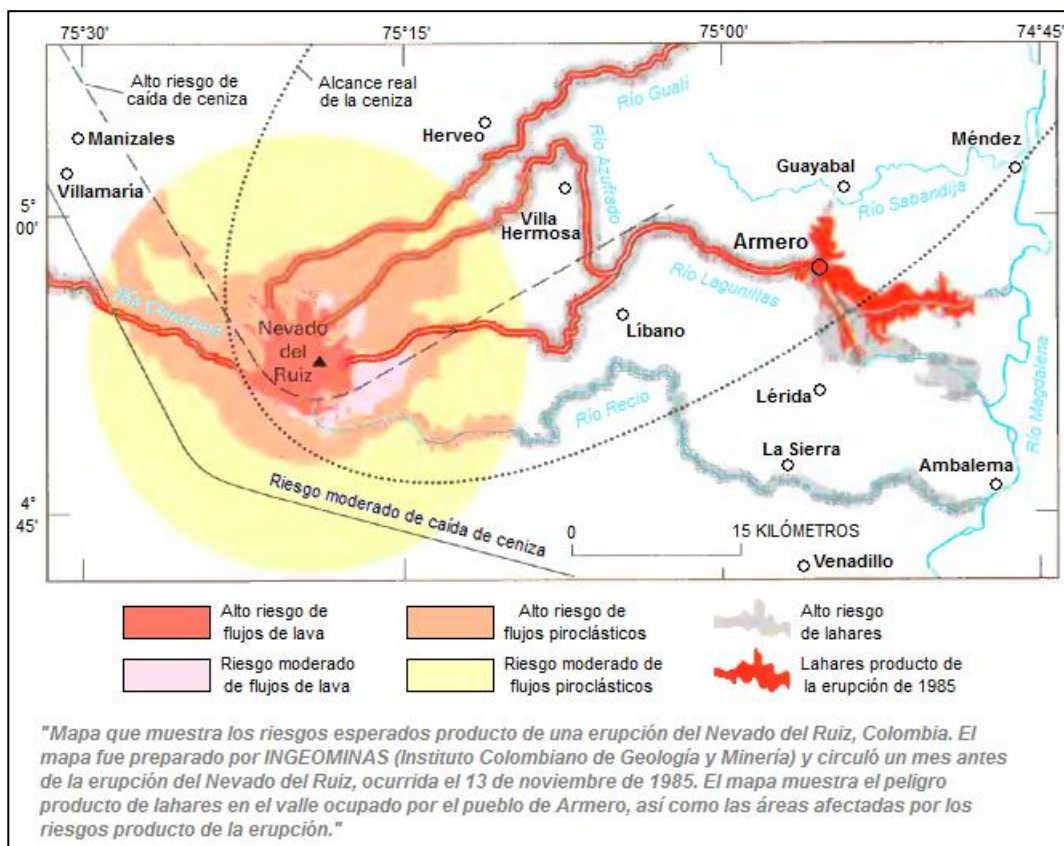 75°30'
75°15'
75°00'
74°45'
Alto riesgo de
caída de ceniza
Alcance real
de la ceniza
Río Gualí
Manizales
Herveo
Méndez
Villamaría
Río Azufrado
Guayabal
Río Sabandija
5°
00'
Villa
Hermosa
Armero
Río Lagunillas
Nevado
del
Ruiz
Líbano
Río Recio
Lérida
Río Magdalena
La Sierra
Ambalema
Riesgo moderado de caída de ceniza
4°
45'
0
15 KILÓMETROS
Venadillo
Alto riesgo de
flujos de lava
Alto riesgo de
flujos piroclásticos
Alto riesgo
de lahares
Riesgo moderado
de flujos de lava
Riesgo moderado de
flujos piroclásticos
Lahares producto de
la erupción de 1985
"Mapa que muestra los riesgos esperados producto de una erupción del Nevado del Ruiz, Colombia. El
mapa fue preparado por INGEOMINAS (Instituto Colombiano de Geología y Minería) y circuló un mes antes
de la erupción del Nevado del Ruiz, ocurrida el 13 de noviembre de 1985. El mapa muestra el peligro
producto de lahares en el valle ocupado por el pueblo de Armero, así como las áreas afectadas por los
riesgos producto de la erupción."